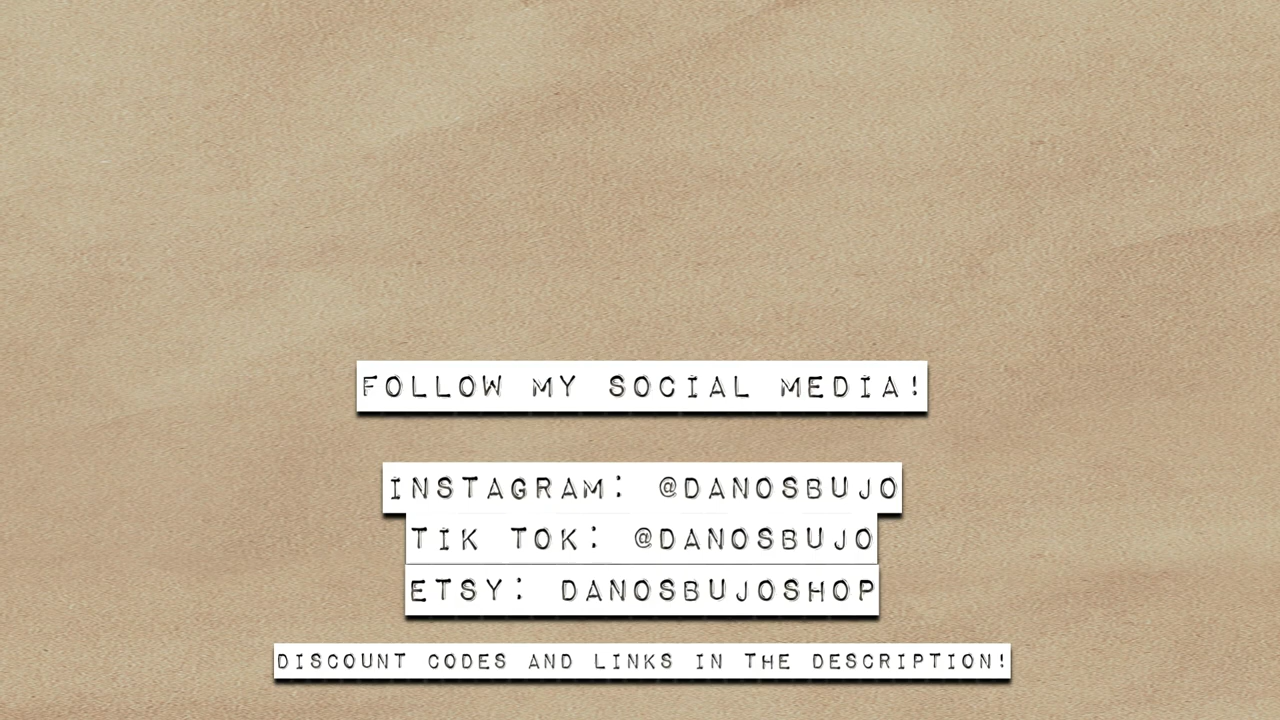 FOLLOW MY SOCIAL MEDIA!
INSTAGRAM: @DANOSBUJO
TIK TOK: @DANOSBUJO
ETSY: DANOSBUJOSHOP
DISCOUNT CODES AND LINKS IN THE DESCRIPTION!